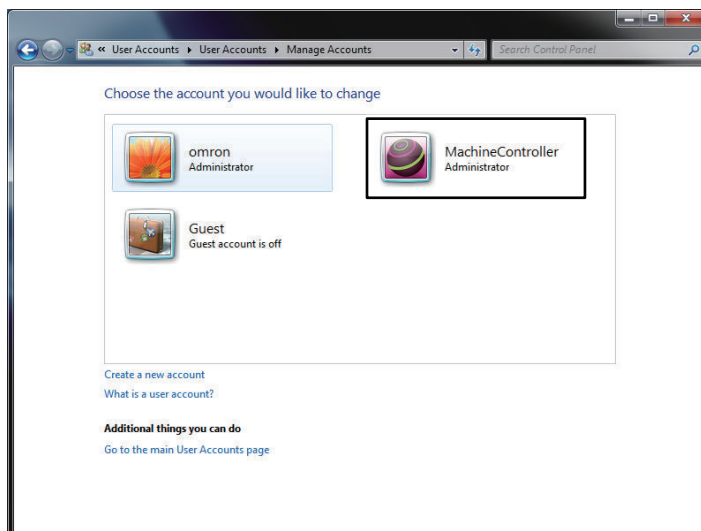 « User Accounts ▸ User Accounts ▸ Manage Accounts
Search Control Panel
Choose the account you would like to change
omron
Administrator
MachineController
Administrator
Guest
Guest account is off
Create a new account
What is a user account?
Additional things you can do
Go to the main User Accounts page